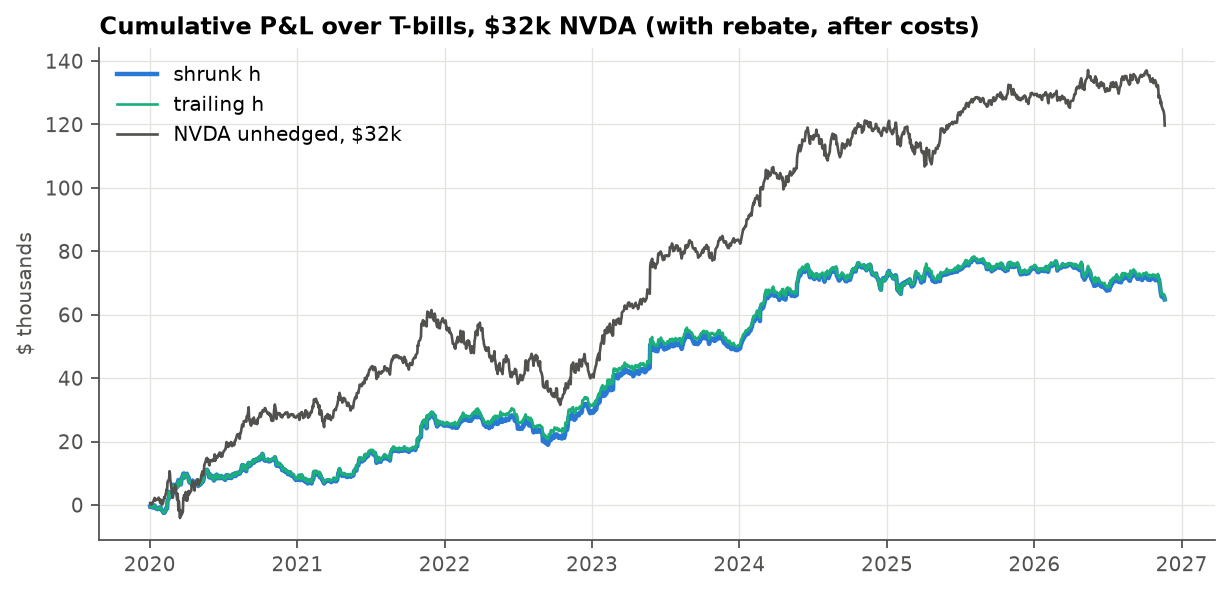 Cumulative P&L over T-bills, $32k NVDA (with rebate, after costs)
140
120
100
80
60
40
20
0
$ thousands
shrunk h
trailing h
NVDA unhedged, $32k
2020 2021 2022 2023 2024 2025 2026 2027